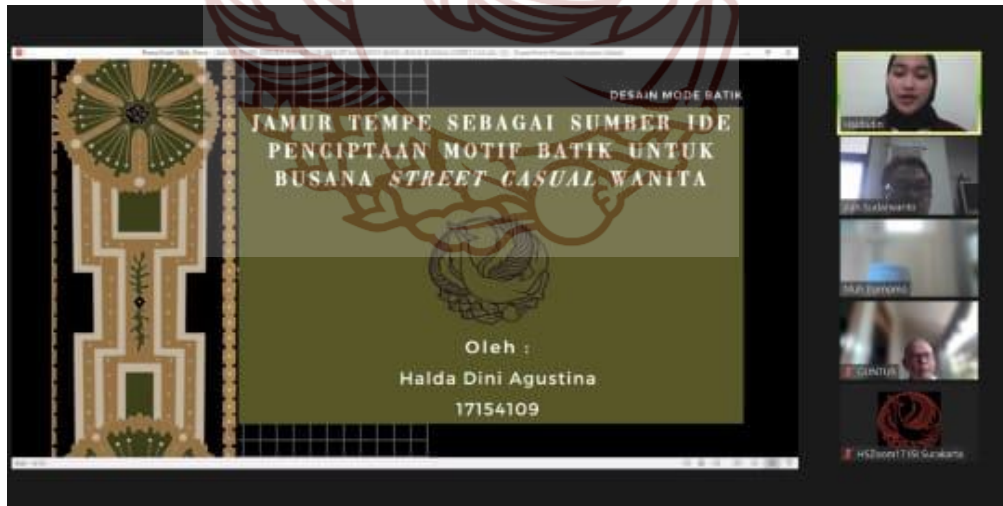 DESAIN MODE BATIK
JAMUR TEMPE SEBAGAI SUMBER IDE
PENCIPTAAN MOTIF BATIK UNTUK
BUSANA STREET CASUAL WANITA
Oleh :
Halda Dini Agustina
17154109
GUNTUR